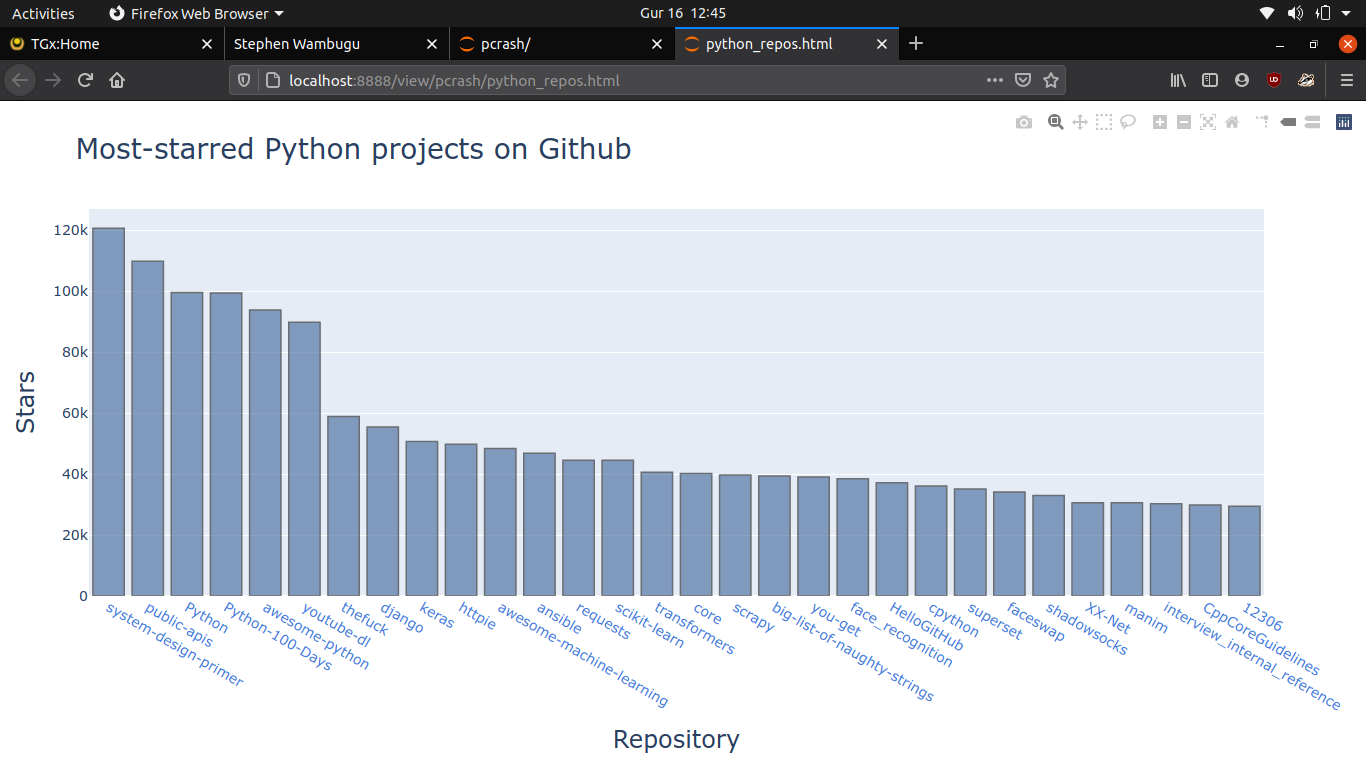 Activities Firefox Web Browser Gur 16 12:45
TGx:Home Stephen Wambugu pcrash/ python_repos.html
localhost:8888/view/pcrash/python_repos.html
Most-starred Python projects on Github
120k
100k
80k
60k
40k
20k
0
Stars
system-design-primer
public-apis
Python
Python-100-Days
awesome-python
youtube-dl
thefuck
django
keras
httpie
awesome-machine-learning
ansible
requests
scikit-learn
transformers
core
scrapy
big-list-of-naughty-strings
you-get
face_recognition
HelloGitHub
cpython
superset
faceswap
shadowsocks
XX-Net
manim
interview_internal_reference
CppCoreGuidelines
12306
Repository